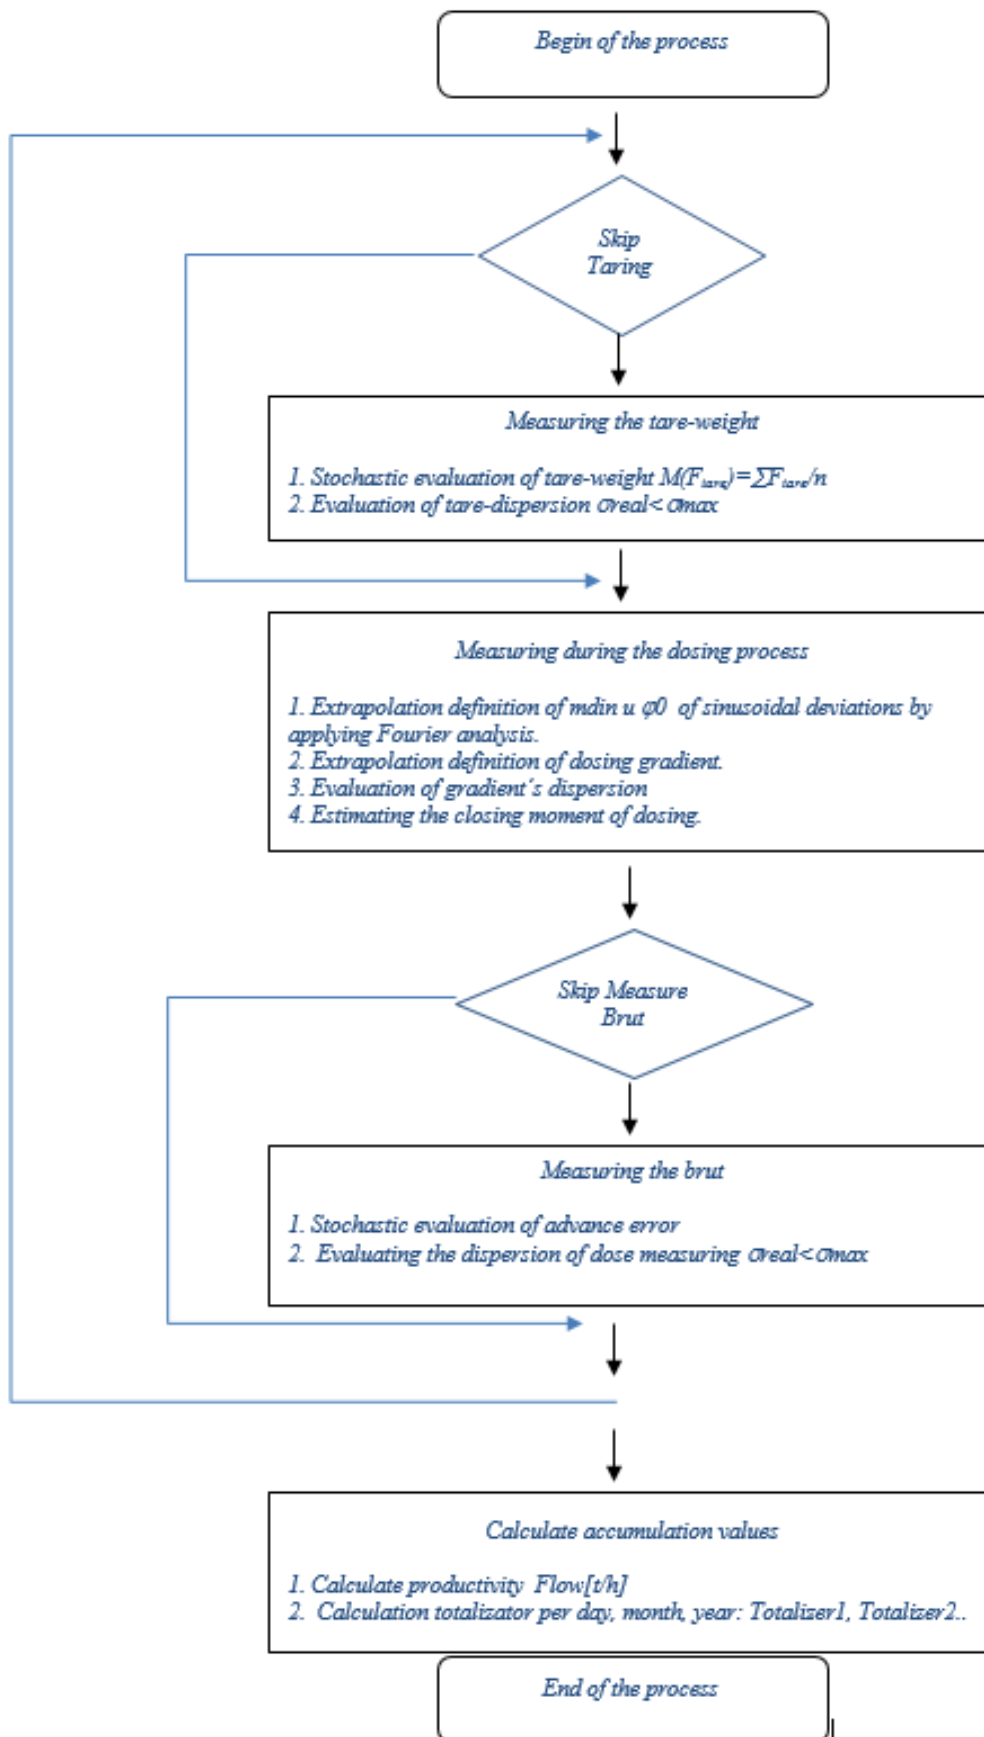 Begin of the process
Skip
Taring
Measuring the tare-weight
1. Stochastic evaluation of tare-weight M(Fₜₐᵣₑ)=∑Fₜₐᵣₑ/n
2. Evaluation of tare-dispersion σreal<σmax
Measuring during the dosing process
1. Extrapolation definition of mdin u φ0 of sinusoidal deviations by
applying Fourier analysis.
2. Extrapolation definition of dosing gradient.
3. Evaluation of gradient's dispersion
4. Estimating the closing moment of dosing.
Skip Measure
Brut
Measuring the brut
1. Stochastic evaluation of advance error
2. Evaluating the dispersion of dose measuring σreal<σmax
Calculate accumulation values
1. Calculate productivity Flow[t/h]
2. Calculation totalizator per day, month, year: Totalizer1, Totalizer2..
End of the process